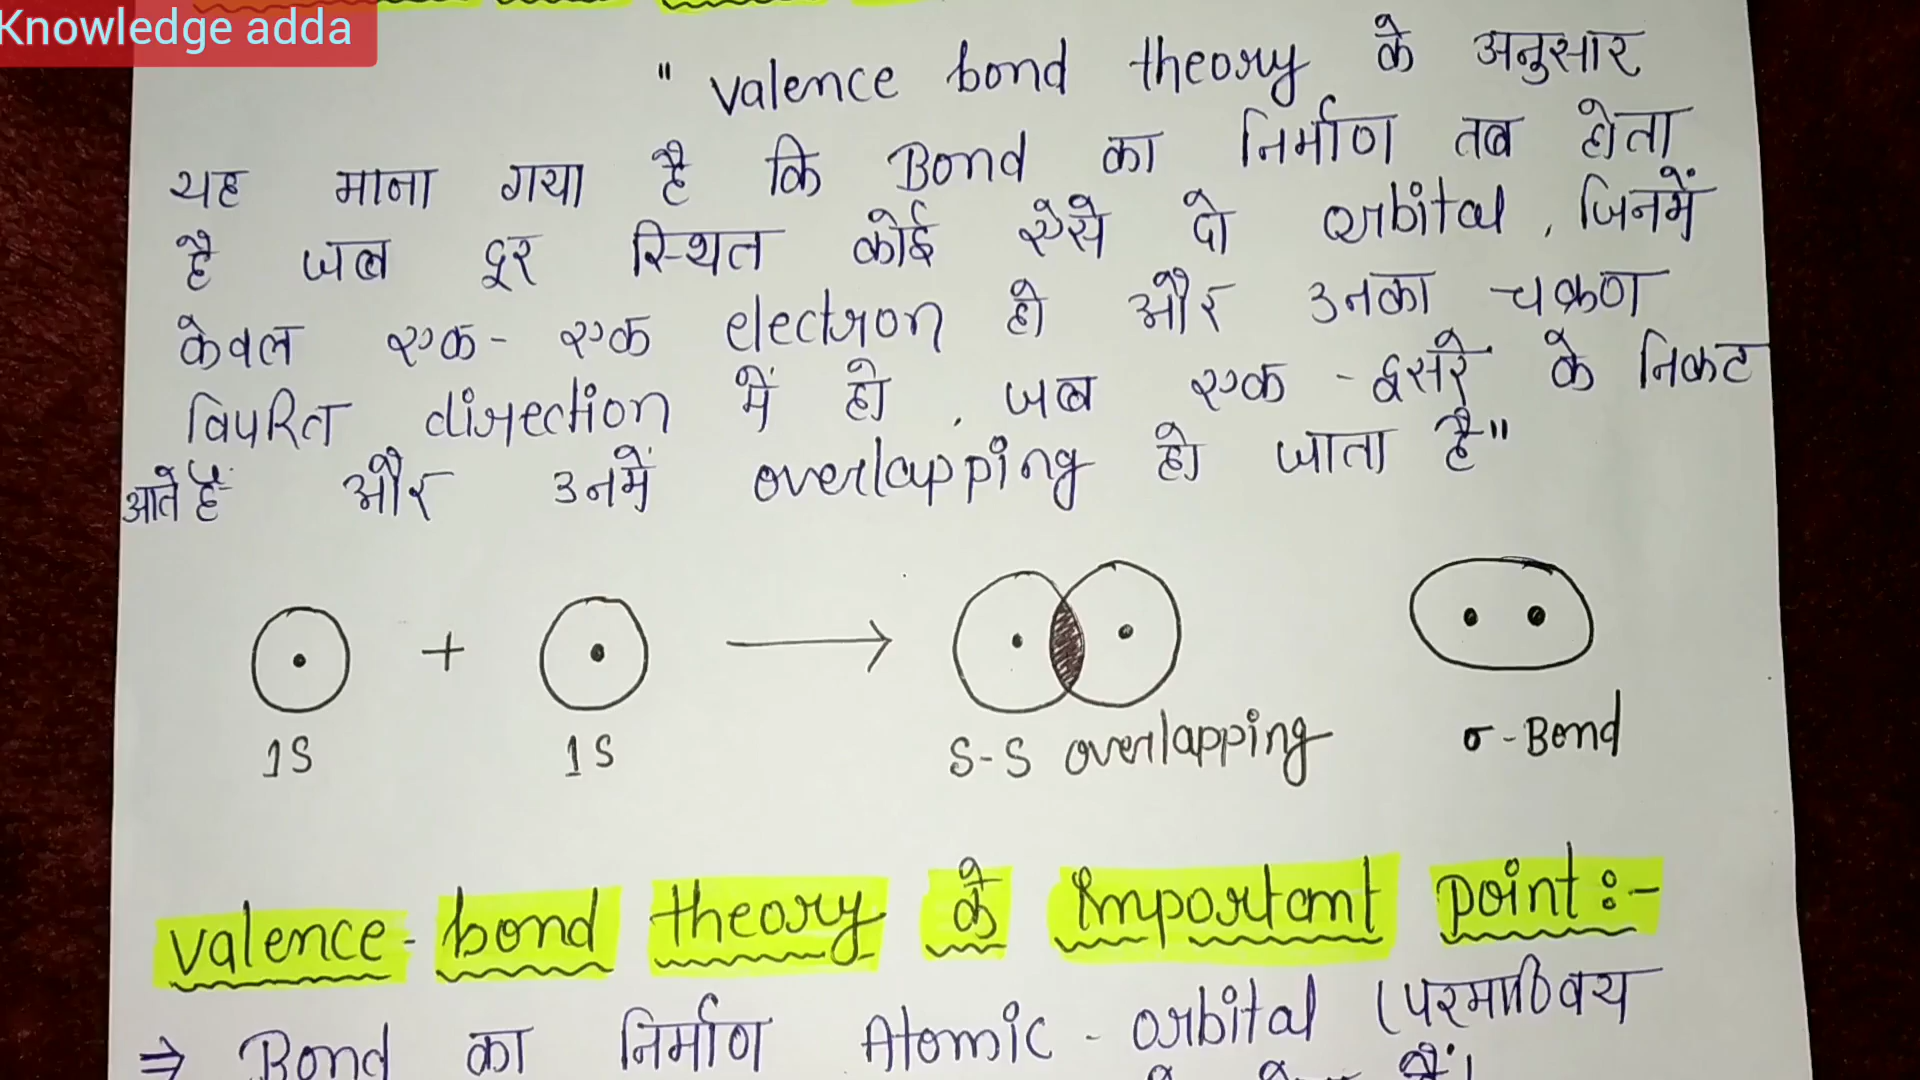 Knowledge adda
" valence bond theory के अनुसार
यह माना गया है कि Bond का निर्माण तब होता
है जब दूर स्थित कोई ऐसे दो orbital , जिनमें
केवल एक - एक electron हो और उनका चक्रण
विपरित direction में हो , जब एक - दूसरे के निकट
आते हैं और उनमें overlapping हो जाता है"
+
1S 1S S-S overlapping σ-Bond
valence - bond theory के Important point :-
⇒ Bond का निर्माण Atomic - orbital (परमाण्विय